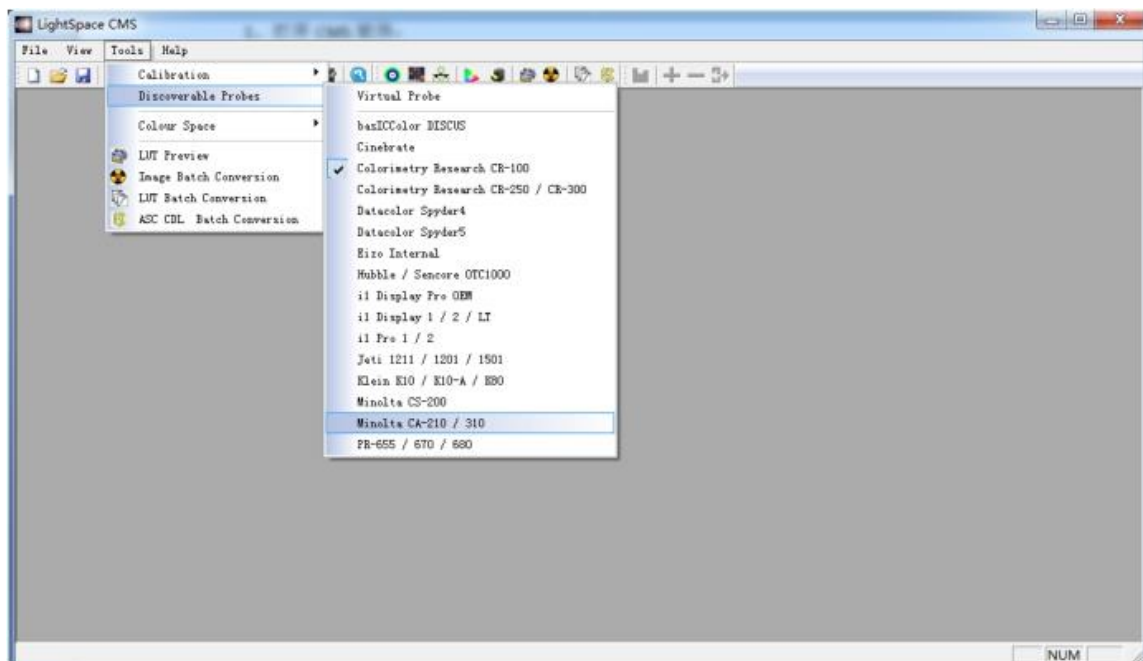 LightSpace CMS
File View Tools Help
Calibration
Discoverable Probes
Colour Space
LUT Preview
Image Batch Conversion
LUT Batch Conversion
ASC CDL Batch Conversion
Virtual Probe
basICColor DISCUS
Cinebrate
Colorimetry Research CR-100
Colorimetry Research CR-250 / CR-300
Datacolor Spyder4
Datacolor Spyder5
Eizo Internal
Hubble / Sencore OTC1000
i1 Display Pro OEM
i1 Display 1 / 2 / LT
i1 Pro 1 / 2
Jeti 1211 / 1201 / 1501
Klein K10 / K10-A / K80
Minolta CS-200
Minolta CA-210 / 310
PR-655 / 670 / 680
NUM